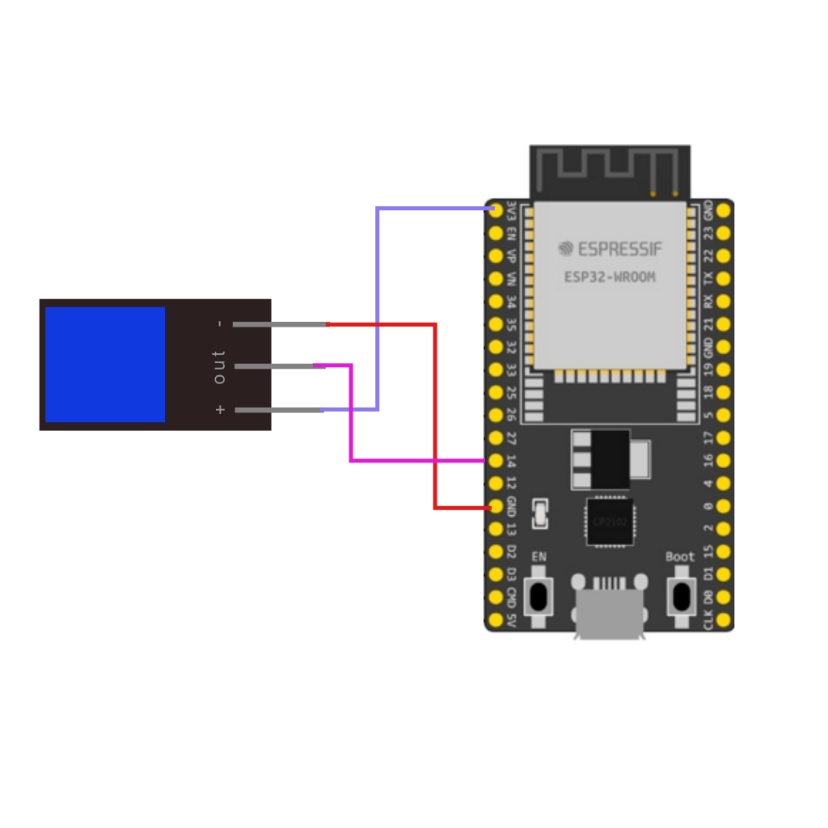 -
out
+
ESPRESSIF
ESP32-WROOM
3V3
EN
VP
VN
34
35
32
33
25
26
27
14
12
GND
13
D2
D3
CMD
5V
GND
23
22
TX
RX
21
GND
19
18
5
17
16
4
0
2
15
D1
D0
CLK
CP2102
EN
Boot